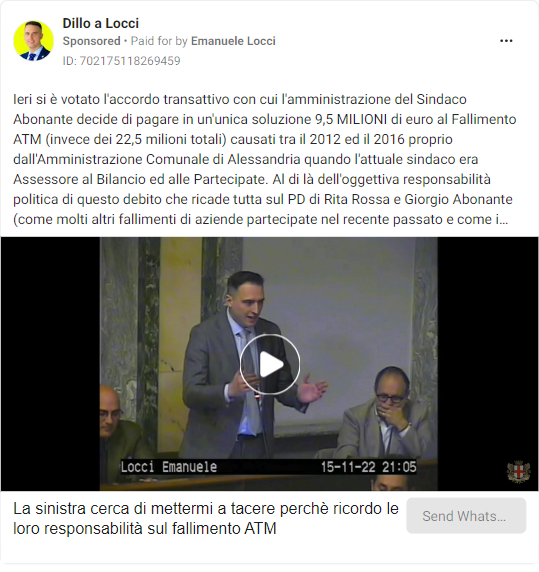 Dillo a Locci
Sponsored • Paid for by Emanuele Locci
ID: 702175118269459
Ieri si è votato l'accordo transattivo con cui l'amministrazione del Sindaco
Abonante decide di pagare in un'unica soluzione 9,5 MILIONI di euro al Fallimento
ATM (invece dei 22,5 milioni totali) causati tra il 2012 ed il 2016 proprio
dall'Amministrazione Comunale di Alessandria quando l'attuale sindaco era
Assessore al Bilancio ed alle Partecipate. Al di là dell'oggettiva responsabilità
politica di questo debito che ricade tutta sul PD di Rita Rossa e Giorgio Abonante
(come molti altri fallimenti di aziende partecipate nel recente passato e come i...
Locci Emanuele 15-11-22 21:05
La sinistra cerca di mettermi a tacere perchè ricordo le
loro responsabilità sul fallimento ATM
Send Whats...